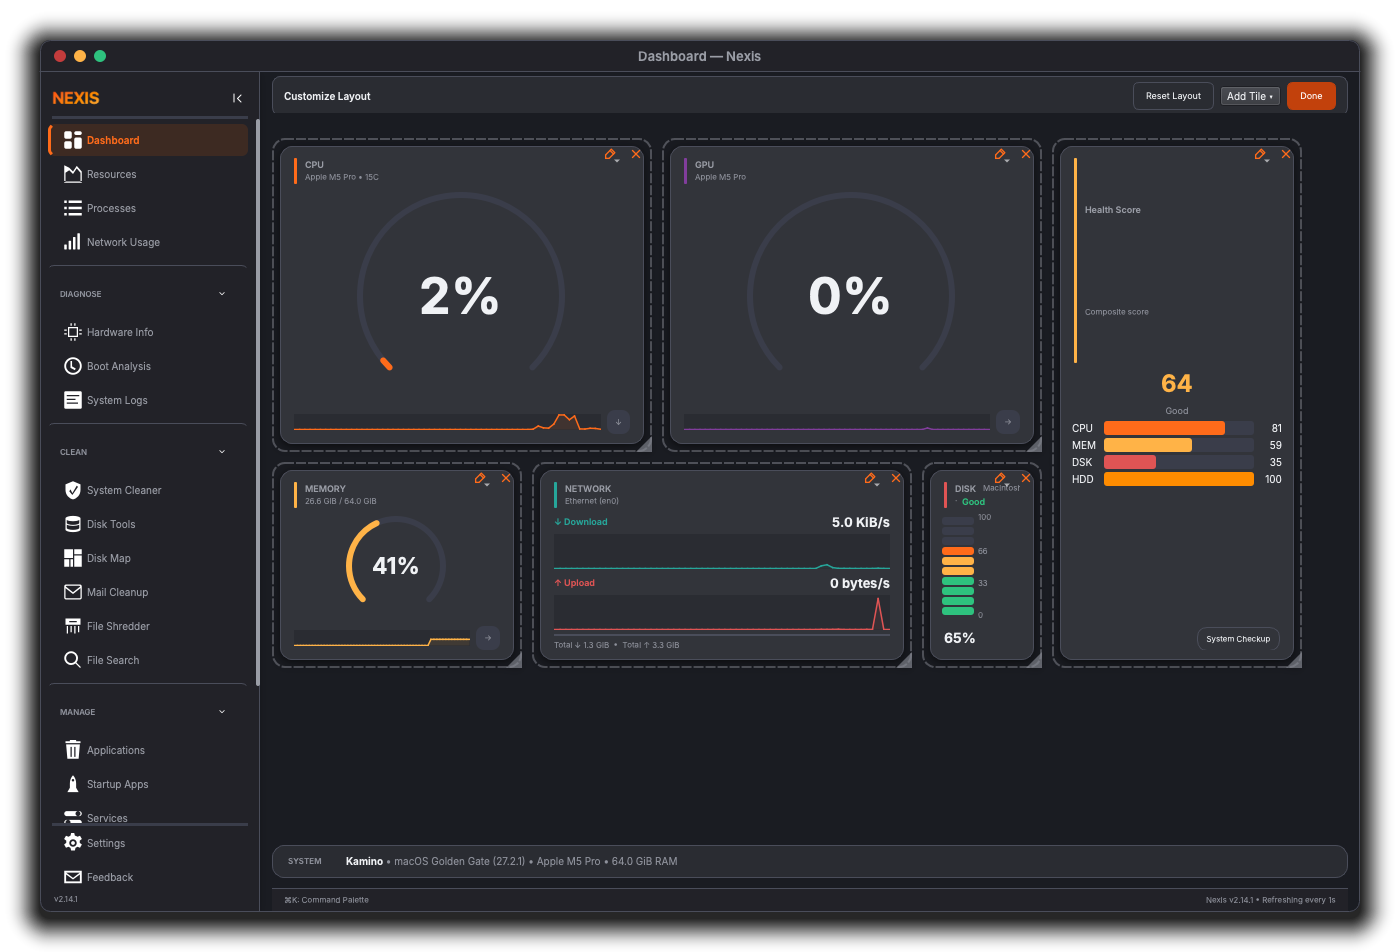 Dashboard — Nexis
NEXIS
Dashboard
Resources
Processes
Network Usage
DIAGNOSE
Hardware Info
Boot Analysis
System Logs
CLEAN
System Cleaner
Disk Tools
Disk Map
Mail Cleanup
File Shredder
File Search
MANAGE
Applications
Startup Apps
Services
Settings
Feedback
v2.14.1
Customize Layout
Reset Layout
Add Tile
Done
CPU
Apple M5 Pro • 15C
2%
GPU
Apple M5 Pro
0%
Health Score
Composite score
64
Good
CPU 81
MEM 59
DSK 35
HDD 100
System Checkup
MEMORY
26.6 GiB / 64.0 GiB
41%
NETWORK
Ethernet (en0)
↓ Download 5.0 KiB/s
↑ Upload 0 bytes/s
Total ↓ 1.3 GiB • Total ↑ 3.3 GiB
DISK
· Good
100
66
33
0
65%
SYSTEM Kamino • macOS Golden Gate (27.2.1) • Apple M5 Pro • 64.0 GiB RAM
⌘K: Command Palette
Nexis v2.14.1 • Refreshing every 1s